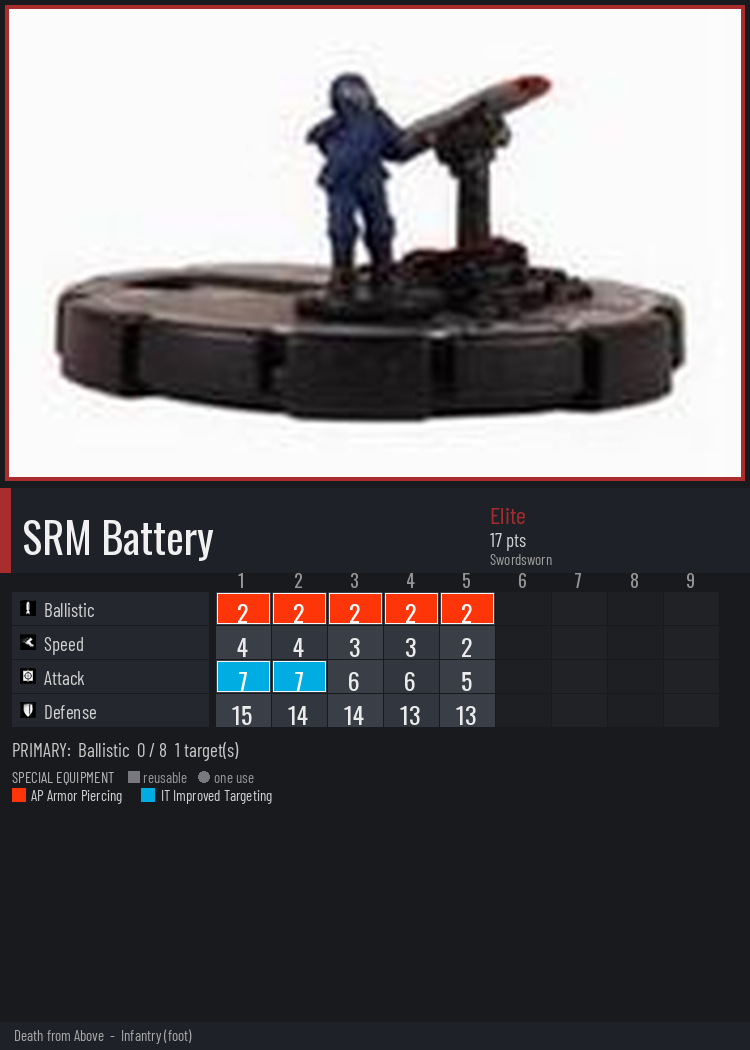 SRM Battery
Elite
17 pts
Swordsworn
1 2 3 4 5 6 7 8 9
Ballistic 2 2 2 2 2
Speed 4 4 3 3 2
Attack 7 7 6 6 5
Defense 15 14 14 13 13
PRIMARY: Ballistic 0 / 8 1 target(s)
SPECIAL EQUIPMENT reusable one use
AP Armor Piercing IT Improved Targeting
Death from Above - Infantry (foot)